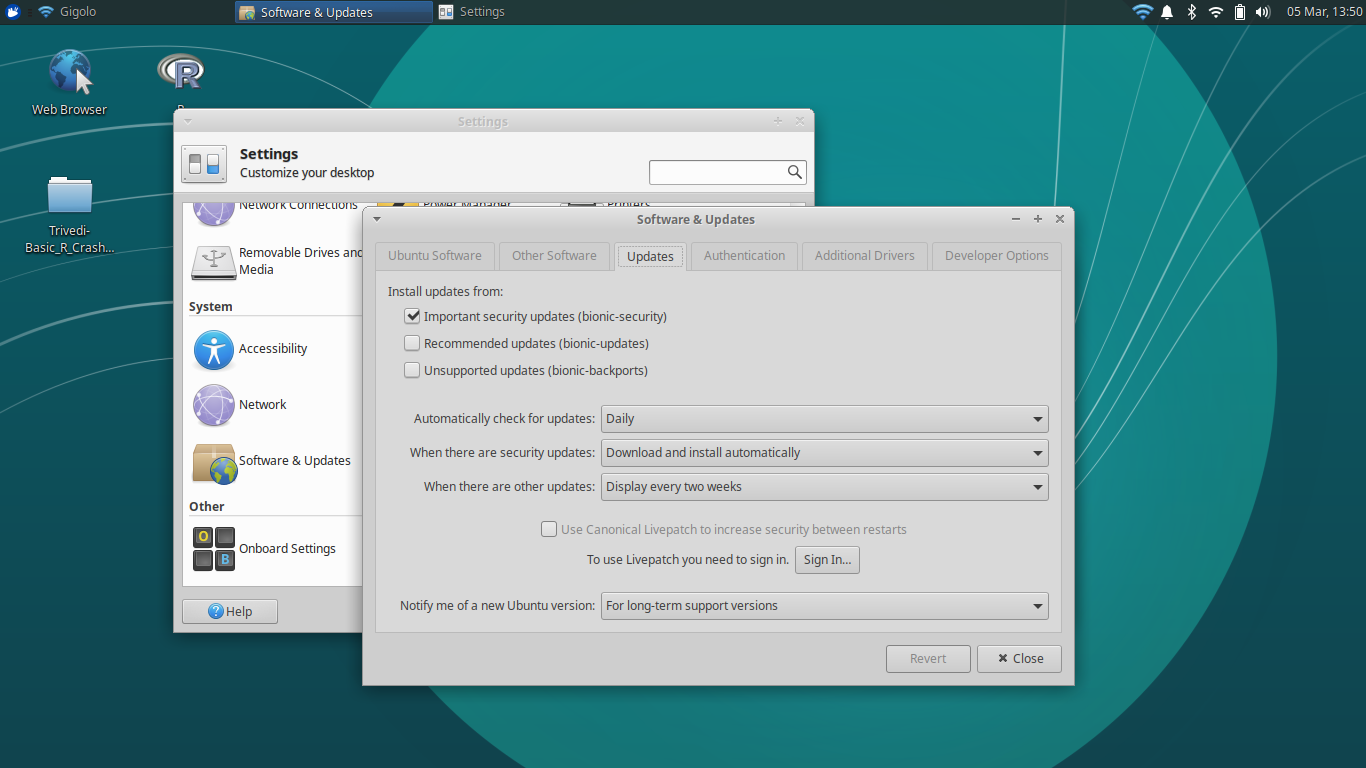 Gigolo
Software & Updates
Settings
05 Mar, 13:50
Web Browser
R
Trivedi-
Basic_R_Crash...
Settings
Settings
Customize your desktop
Network Connections
Power Manager
Printers
Removable Drives and
Media
System
Accessibility
Network
Software & Updates
Other
O
B
Onboard Settings
Help
Software & Updates
Ubuntu Software
Other Software
Updates
Authentication
Additional Drivers
Developer Options
Install updates from:
Important security updates (bionic-security)
Recommended updates (bionic-updates)
Unsupported updates (bionic-backports)
Automatically check for updates:
Daily
When there are security updates:
Download and install automatically
When there are other updates:
Display every two weeks
Use Canonical Livepatch to increase security between restarts
To use Livepatch you need to sign in.
Sign In...
Notify me of a new Ubuntu version:
For long-term support versions
Revert
Close